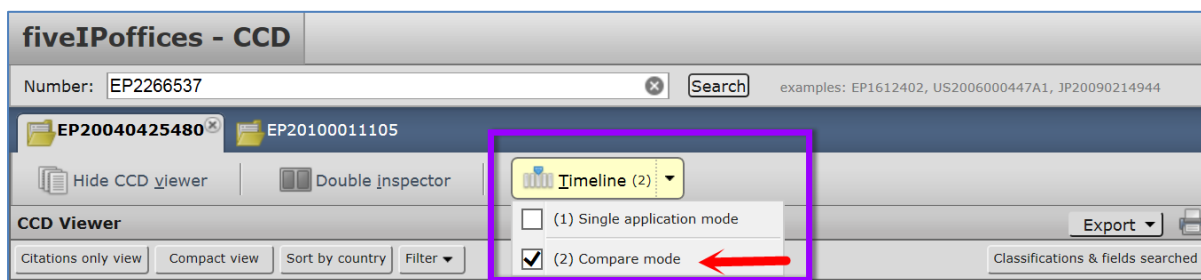 fiveIPoffices - CCD
Number: EP2266537 Search examples: EP1612402, US2006000447A1, JP20090214944
EP20040425480 EP20100011105
Hide CCD viewer Double inspector Timeline (2)
(1) Single application mode
CCD Viewer Export
(2) Compare mode
Citations only view Compact view Sort by country Filter Classifications & fields searched